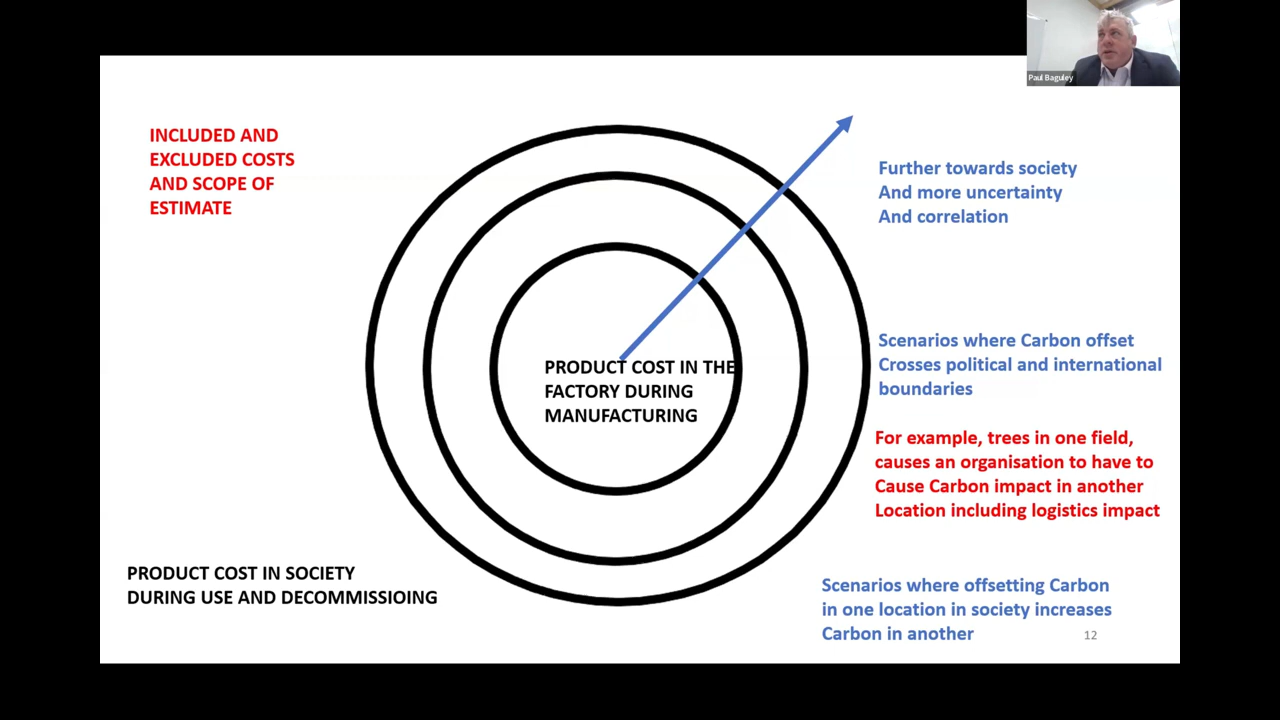 Paul Baguley
INCLUDED AND
EXCLUDED COSTS
AND SCOPE OF
ESTIMATE
Further towards society
And more uncertainty
And correlation
PRODUCT COST IN THE
FACTORY DURING
MANUFACTURING
Scenarios where Carbon offset
Crosses political and international
boundaries
For example, trees in one field,
causes an organisation to have to
Cause Carbon impact in another
Location including logistics impact
PRODUCT COST IN SOCIETY
DURING USE AND DECOMMISSIOING
Scenarios where offsetting Carbon
in one location in society increases
Carbon in another
12